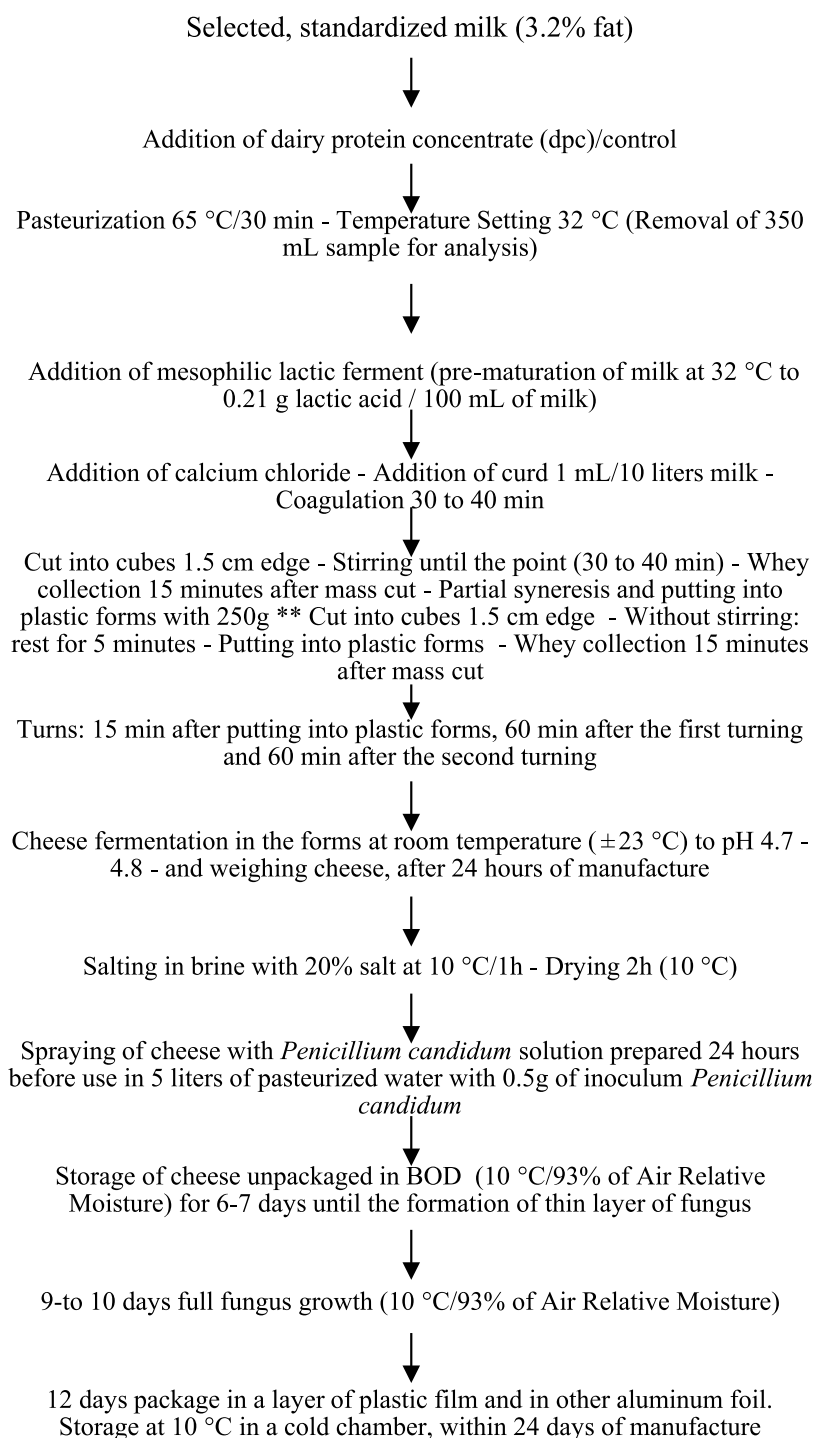 Selected, standardized milk (3.2% fat)
Addition of dairy protein concentrate (dpc)/control
Pasteurization 65 °C/30 min - Temperature Setting 32 °C (Removal of 350
mL sample for analysis)
Addition of mesophilic lactic ferment (pre-maturation of milk at 32 °C to
0.21 g lactic acid / 100 mL of milk)
Addition of calcium chloride - Addition of curd 1 mL/10 liters milk -
Coagulation 30 to 40 min
Cut into cubes 1.5 cm edge - Stirring until the point (30 to 40 min) - Whey
collection 15 minutes after mass cut - Partial syneresis and putting into
plastic forms with 250g ** Cut into cubes 1.5 cm edge - Without stirring:
rest for 5 minutes - Putting into plastic forms - Whey collection 15 minutes
after mass cut
Turns: 15 min after putting into plastic forms, 60 min after the first turning
and 60 min after the second turning
Cheese fermentation in the forms at room temperature (±23 °C) to pH 4.7 -
4.8 - and weighing cheese, after 24 hours of manufacture
Salting in brine with 20% salt at 10 °C/1h - Drying 2h (10 °C)
Spraying of cheese with Penicillium candidum solution prepared 24 hours
before use in 5 liters of pasteurized water with 0.5g of inoculum Penicillium
candidum
Storage of cheese unpackaged in BOD (10 °C/93% of Air Relative
Moisture) for 6-7 days until the formation of thin layer of fungus
9-to 10 days full fungus growth (10 °C/93% of Air Relative Moisture)
12 days package in a layer of plastic film and in other aluminum foil.
Storage at 10 °C in a cold chamber, within 24 days of manufacture